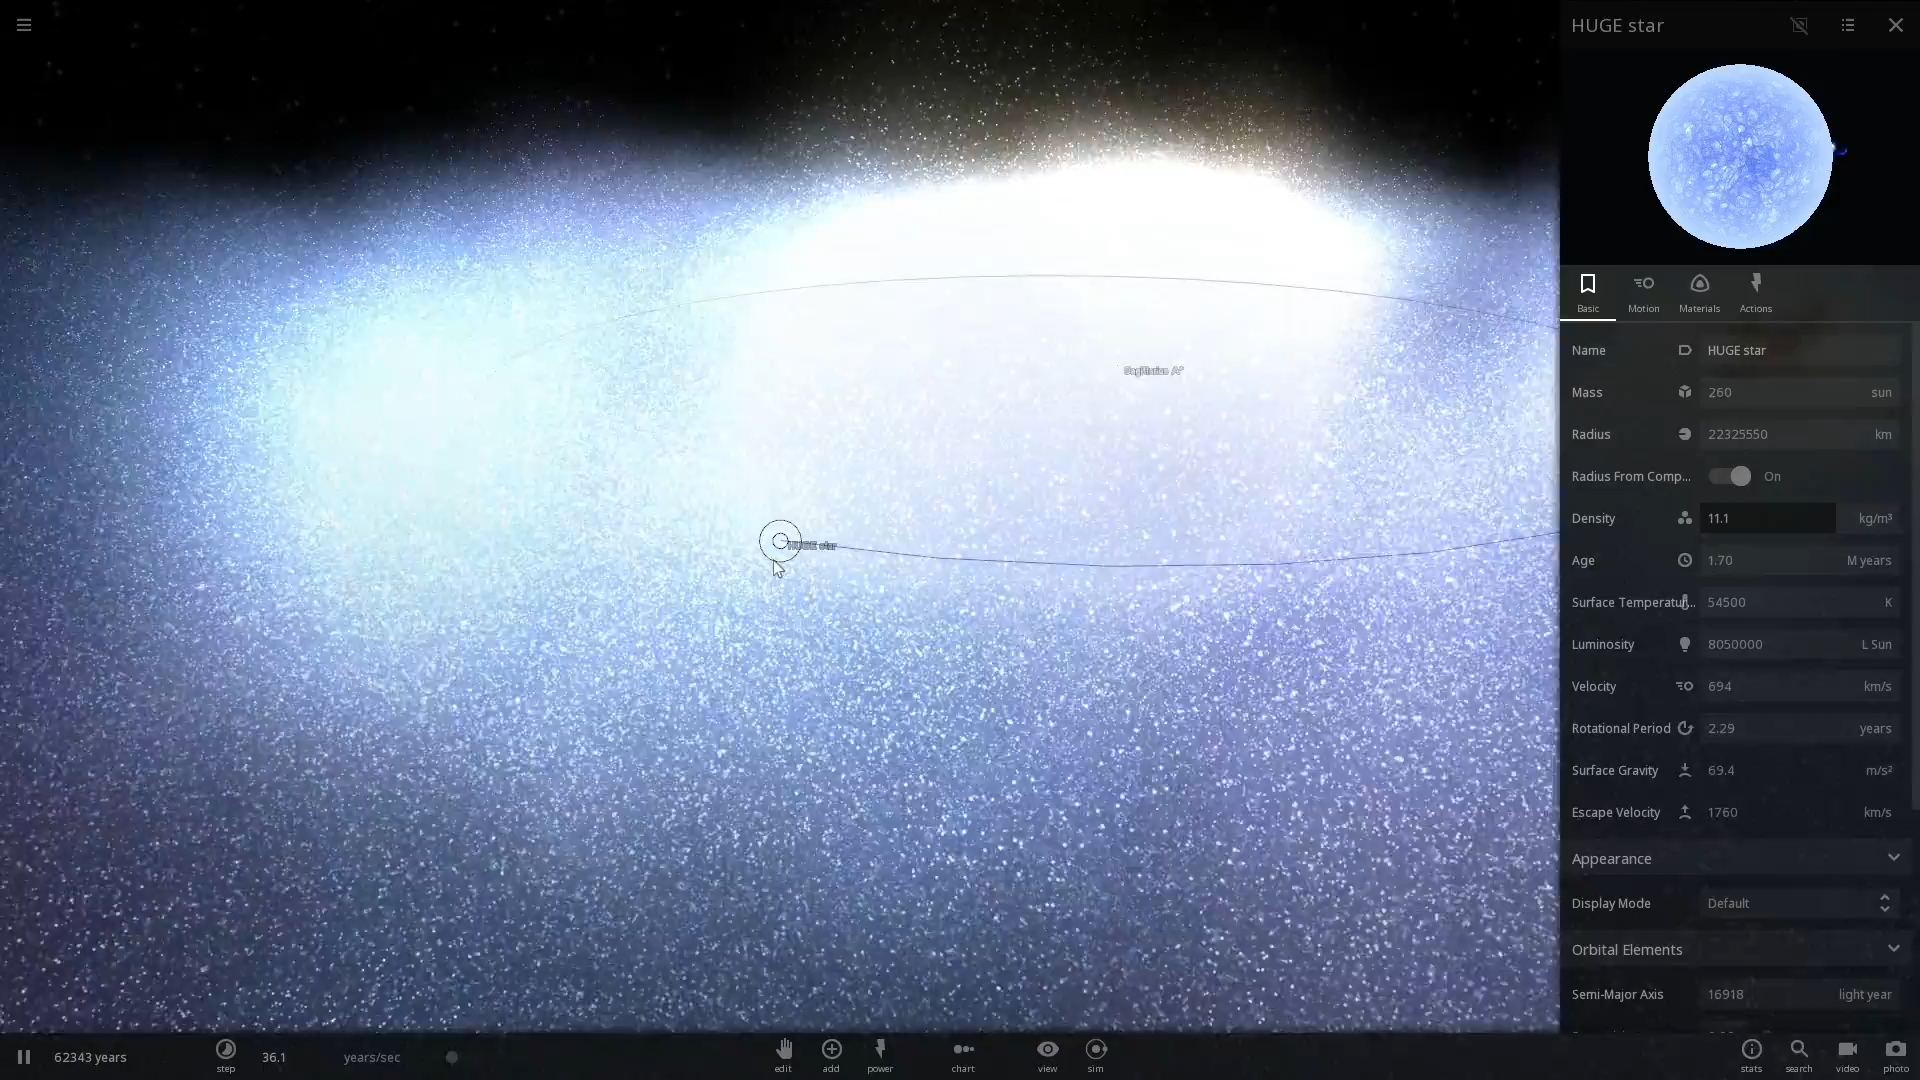 HUGE star
Basic
Motion
Materials
Actions
Name HUGE star
Mass 260 sun
Radius 22325550 km
Radius From Comp... On
Density 11.1 kg/m³
Age 1.70 M years
Surface Temperatur... 54500 K
Luminosity 8050000 L Sun
Velocity 694 km/s
Rotational Period 2.29 years
Surface Gravity 69.4 m/s²
Escape Velocity 1760 km/s
Appearance
Display Mode Default
Orbital Elements
Semi-Major Axis 16918 light year
Sagittarius A*
HUGE star
62343 years
step
36.1 years/sec
edit
add
power
chart
view
sim
stats
search
video
photo